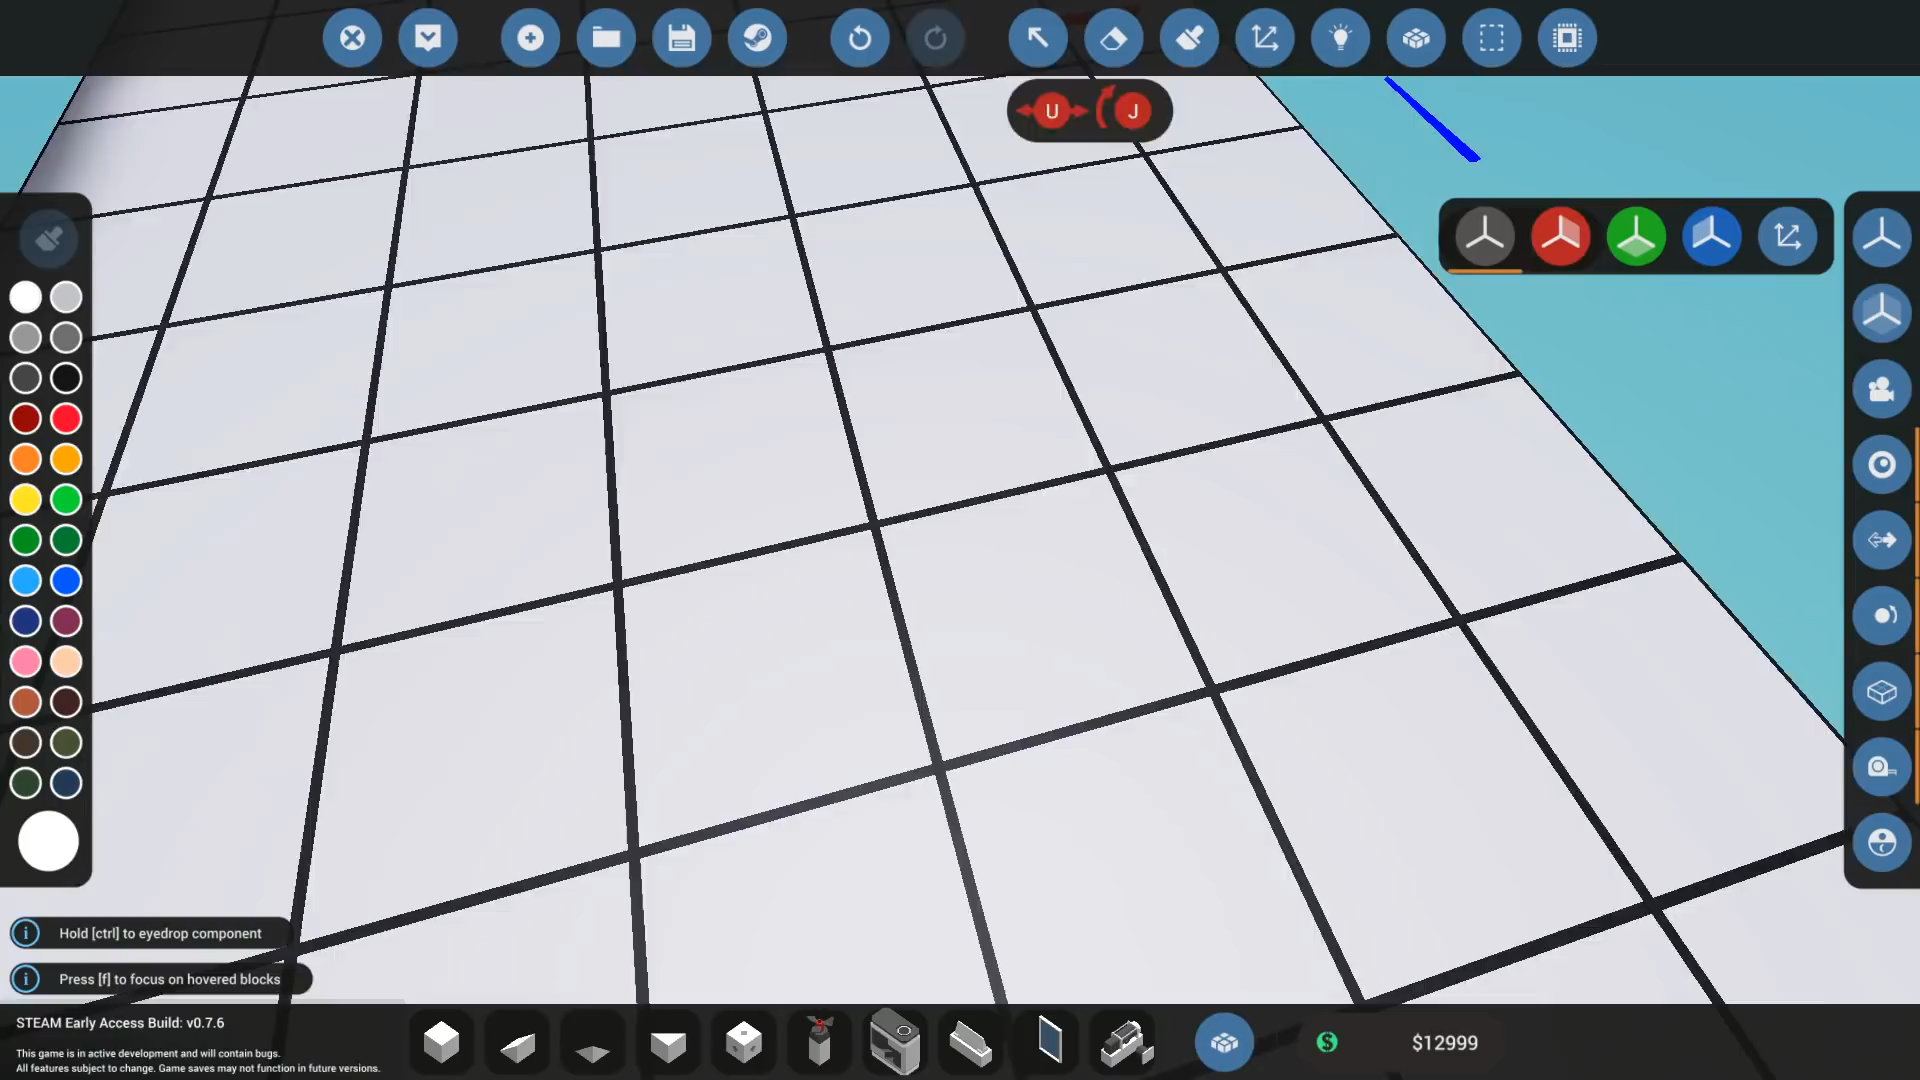 U
J
Hold [ctrl] to eyedrop component
Press [f] to focus on hovered blocks
STEAM Early Access Build: v0.7.6
This game is in active development and will contain bugs.
All features subject to change. Game saves may not function in future versions.
$12999